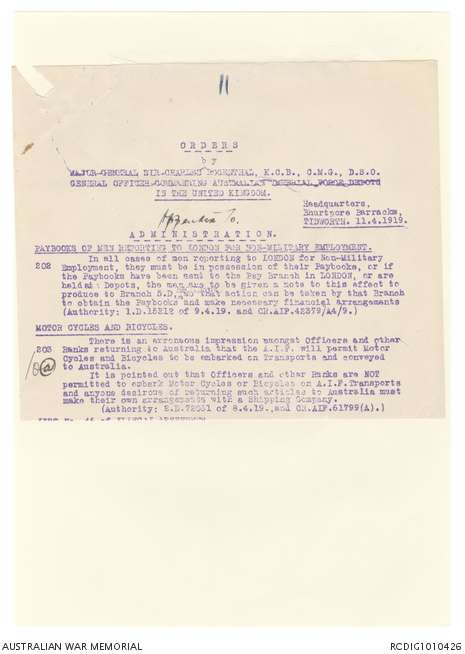 11
O R D E R S
b y
MAJOR GENERAL SIR CHARLES ROSENTHAL, K.C.B., C.M.G., D.S.O.
GENERAL OFFICER COMMANDING AUSTRALIAN IMPERIAL FORCE DEPOTS
IN THE UNITED KINGDOM.
Headquarters,
Bhurtpore Barracks,
TIDWORTH. 11.4.1919.
Appendix 10.
A D M I N I S T R A T I O N.
PAYBOOKS OF MEN REPORTING TO LONDON FOR NON-MILITARY EMPLOYMENT.
202 In all cases of men reporting to LONDON for Non-Military
Employment, they must be in possession of their Paybooks, or if
the Paybooks have been sent to the Pay Branch in LONDON, or are
held at Depots, the men are to be given a note to this effect to
produce to Branch S.D., so that action can be taken by that Branch
to obtain the Paybooks and make necessary financial arrangements
(Authority: I.D.15212 of 9.4.19. and CR.AIF.42379/A4/9.)
MOTOR CYCLES AND BICYCLES.
There is an erroneous impression amongst Officers and other
203 Ranks returning to Australia that the A.I.F. will permit Motor
Cycles and Bicycles to be embarked on Transports and conveyed
to Australia.
It is pointed out that Officers and other Ranks are NOT
permitted to embark Motor Cycles or Bicycles on A.I.F. Transports
and anyone desirous of returning such articles to Australia must
make their own arrangements with a Shipping Company.
(Authority: S.D.72031 of 8.4.19. and CR.AIF.61799(A).)
AUSTRALIAN WAR MEMORIAL
RCDIG1010426